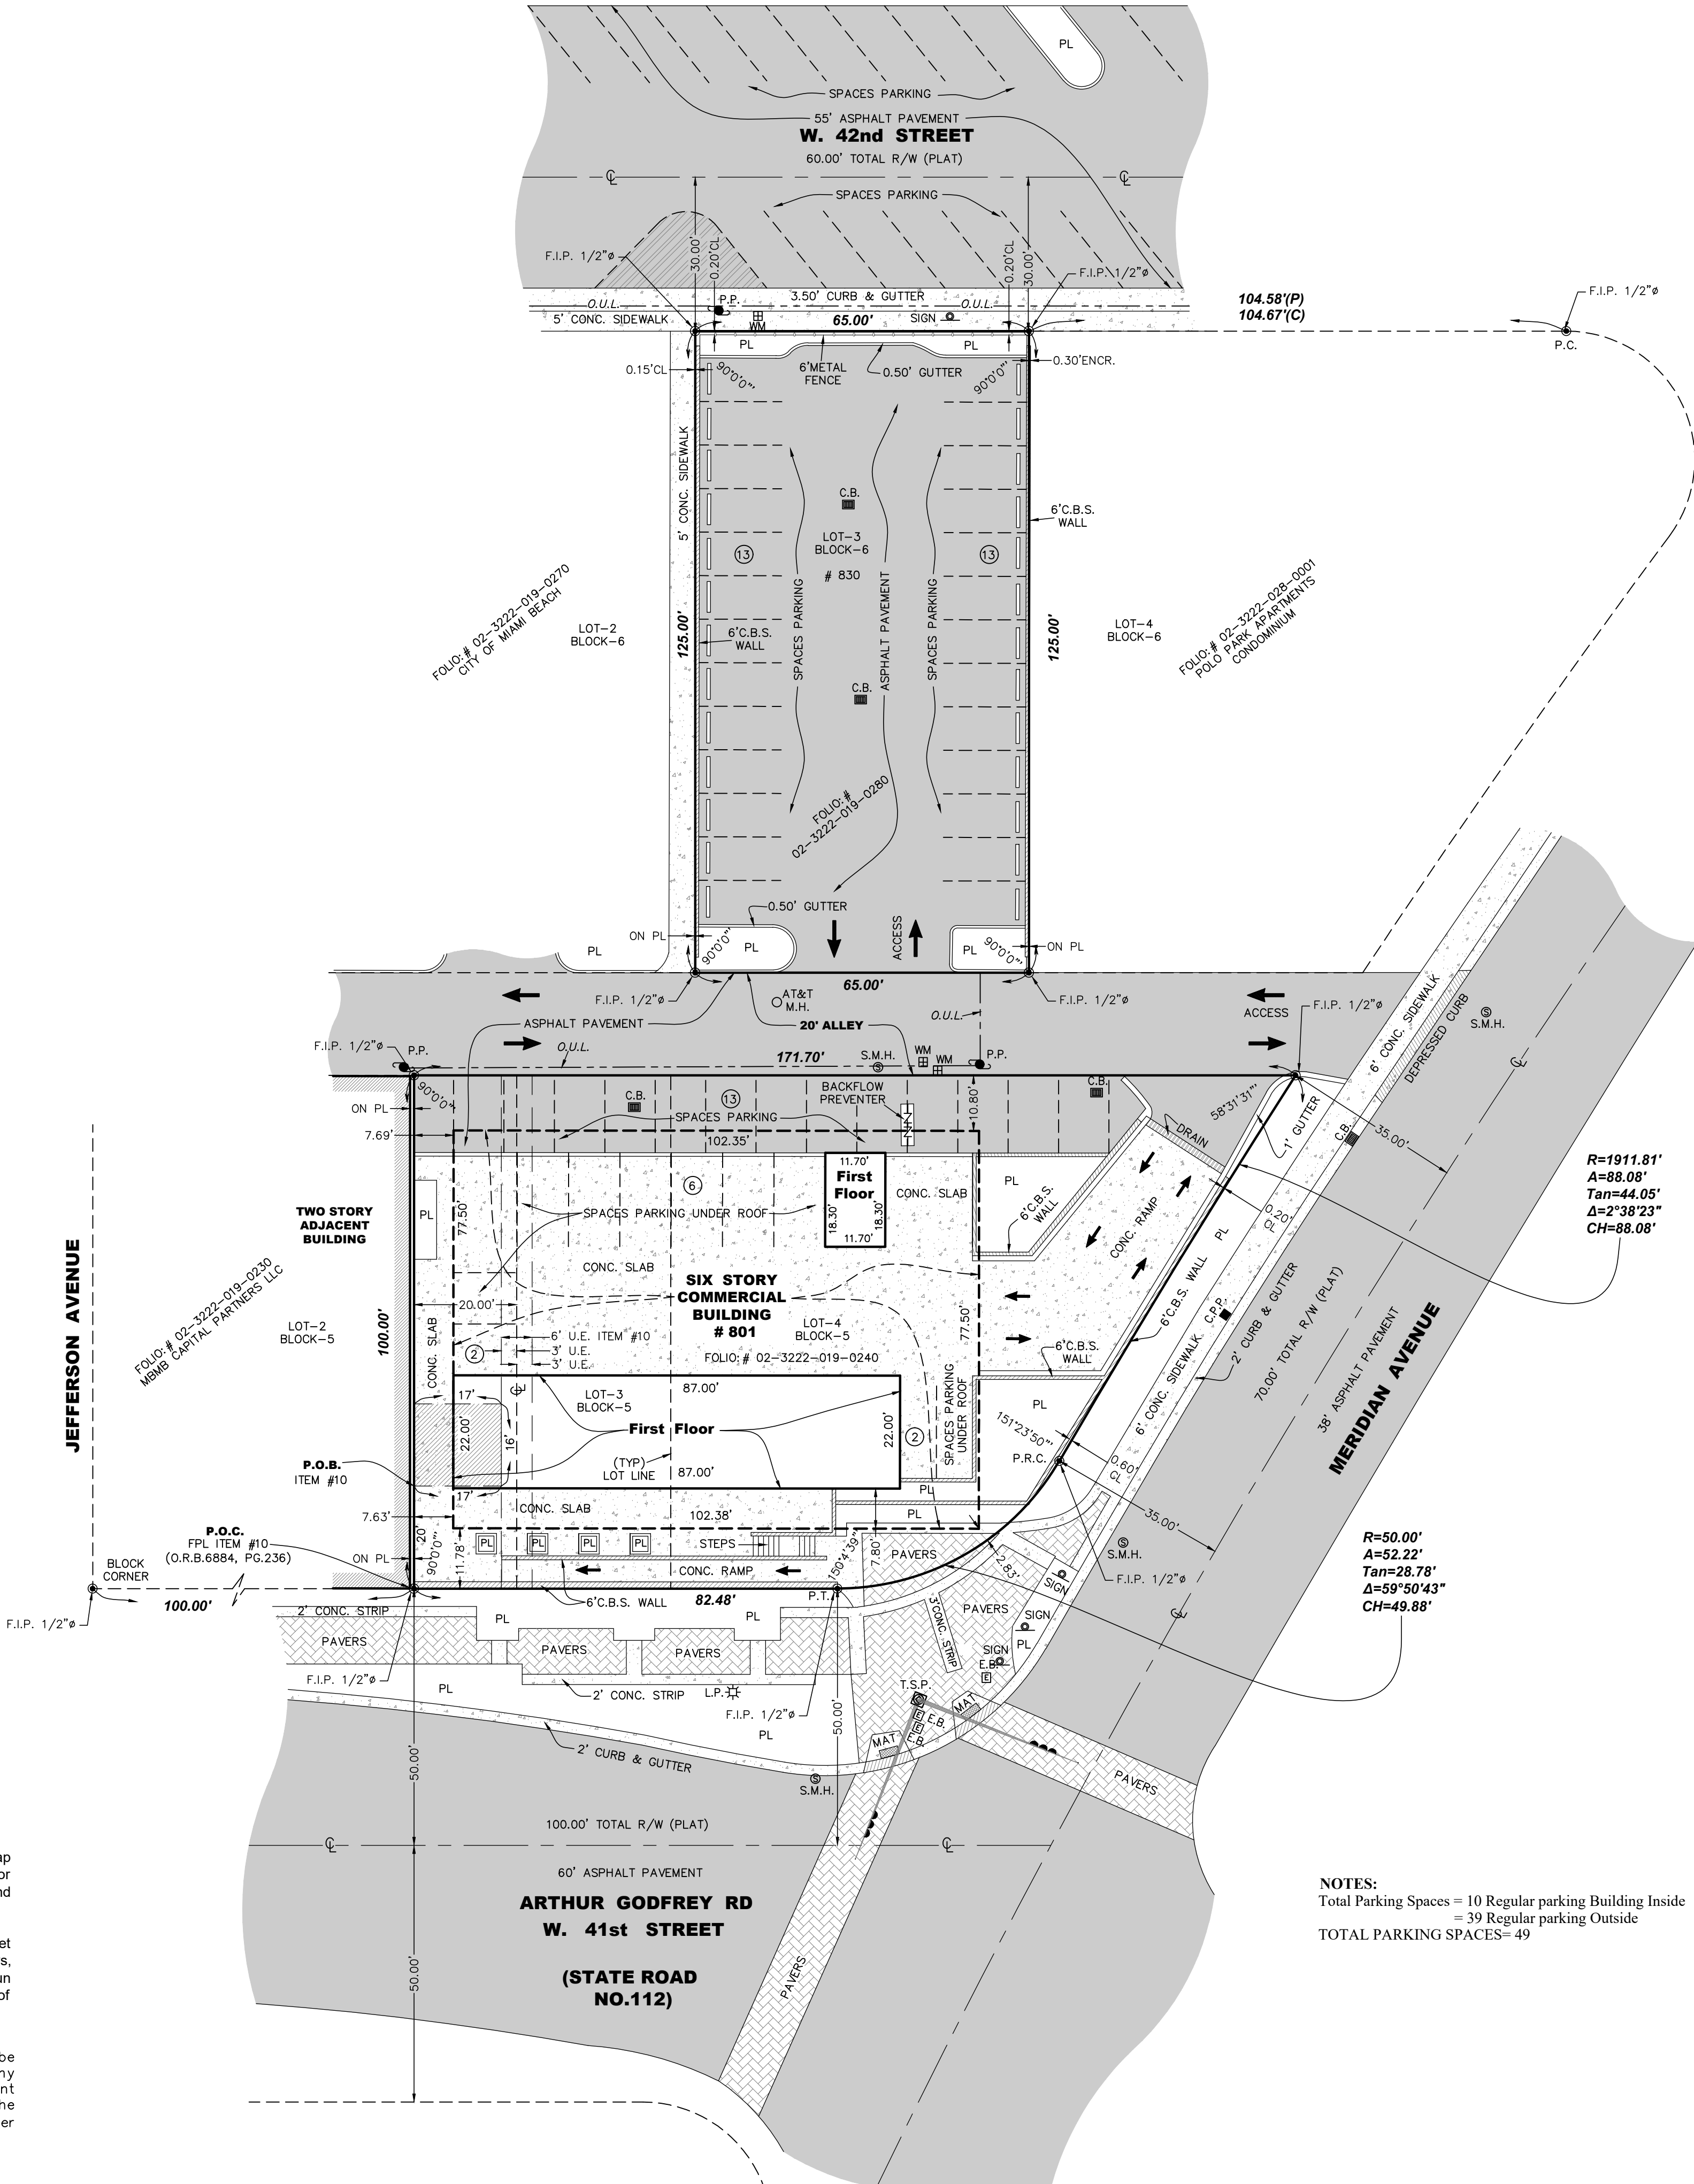 PL
SPACES PARKING
55' ASPHALT PAVEMENT
W. 42nd STREET
60.00' TOTAL R/W (PLAT)
℄
℄
SPACES PARKING
F.I.P. 1/2"ø
30.00'
0.20'CL
0.20'CL
30.00'
F.I.P. 1/2"ø
O.U.L.
P.P.
3.50' CURB & GUTTER
O.U.L.
5' CONC. SIDEWALK
WM
65.00'
SIGN
104.58'(P)
104.67'(C)
F.I.P. 1/2"ø
P.C.
PL
PL
0.15'CL
90°0'0"'
6'METAL
FENCE
0.50' GUTTER
90°0'0"'
0.30'ENCR.
5' CONC. SIDEWALK
C.B.
6'C.B.S.
WALL
LOT-3
BLOCK-6
13
13
# 830
FOLIO:# 02-3222-019-0270
CITY OF MIAMI BEACH
LOT-2
BLOCK-6
125.00'
6'C.B.S.
WALL
SPACES PARKING
ASPHALT PAVEMENT
SPACES PARKING
125.00'
LOT-4
BLOCK-6
FOLIO:# 02-3222-028-0001
POLO PARK APARTMENTS
CONDOMINIUM
C.B.
FOLIO:#
02-3222-019-0280
0.50' GUTTER
ON PL
90°0'0"'
PL
PL
ACCESS
PL
90°0'0"'
ON PL
65.00'
F.I.P. 1/2"ø
AT&T
M.H.
F.I.P. 1/2"ø
O.U.L.
ACCESS
F.I.P. 1/2"ø
ASPHALT PAVEMENT
20' ALLEY
6' CONC. SIDEWALK
DEPRESSED CURB
S.M.H.
℄
F.I.P. 1/2"ø
P.P.
O.U.L.
171.70'
S.M.H.
WM
WM
P.P.
90°0'0"'
ON PL
C.B.
13
BACKFLOW
PREVENTER
10.80'
C.B.
58°31'31"'
1' GUTTER
C.B.
35.00'
SPACES PARKING
7.69'
102.35'
DRAIN
R=1911.81'
A=88.08'
Tan=44.05'
Δ=2°38'23"
CH=88.08'
11.70'
First
Floor
18.30'
18.30'
11.70'
CONC. SLAB
PL
6'C.B.S.
WALL
CONC. RAMP
0.20'
CL
TWO STORY
ADJACENT
BUILDING
PL
77.50'
6
SPACES PARKING UNDER ROOF
CONC. SLAB
SIX STORY
COMMERCIAL
BUILDING
# 801
JEFFERSON AVENUE
FOLIO:# 02-3222-019-0230
MBMB CAPITAL PARTNERS LLC
LOT-2
BLOCK-5
100.00'
CONC. SLAB
20.00'
6' U.E. ITEM #10
3' U.E.
3' U.E.
2
LOT-4
BLOCK-5
FOLIO:# 02-3222-019-0240
77.50'
6'C.B.S.
WALL
6'C.B.S. WALL
PL
PL
C.P.P.
6' CONC. SIDEWALK
2' CURB & GUTTER
70.00' TOTAL R/W (PLAT)
38' ASPHALT PAVEMENT
MERIDIAN AVENUE
℄
17'
LOT-3
BLOCK-5
87.00'
22.00'
16'
First Floor
22.00'
2
SPACES PARKING
UNDER ROOF
PL
151°23'50"'
P.R.C.
0.60'
CL
P.O.B.
ITEM #10
(TYP)
LOT LINE
87.00'
17'
PL
7.63'
CONC. SLAB
102.38'
PL
35.00'
P.O.C.
FPL ITEM #10
(O.R.B.6884, PG.236)
20'
ON PL
90°0'0"'
11.78'
PL
PL
PL
PL
STEPS
150°4'39"'
7.80'
PAVERS
2.83'
S.M.H.
F.I.P. 1/2"ø
BLOCK
CORNER
CONC. RAMP
P.T.
100.00'
6'C.B.S. WALL
82.48'
F.I.P. 1/2"ø
SIGN
R=50.00'
A=52.22'
Tan=28.78'
Δ=59°50'43"
CH=49.88'
℄
2' CONC. STRIP
PL
PL
PAVERS
PAVERS
PAVERS
3'CONC. STRIP
PAVERS
SIGN
PL
SIGN
E.B.
E
F.I.P. 1/2"ø
PL
2' CONC. STRIP
L.P.
T.S.P.
F.I.P. 1/2"ø
PL
50.00'
E
E
E.B.
E.B.
MAT
MAT
2' CURB & GUTTER
S.M.H.
PAVERS
50.00'
100.00' TOTAL R/W (PLAT)
℄
℄
60' ASPHALT PAVEMENT
ARTHUR GODFREY RD
W. 41st STREET
(STATE ROAD
NO.112)
50.00'
PAVERS
NOTES:
Total Parking Spaces = 10 Regular parking Building Inside
= 39 Regular parking Outside
TOTAL PARKING SPACES= 49